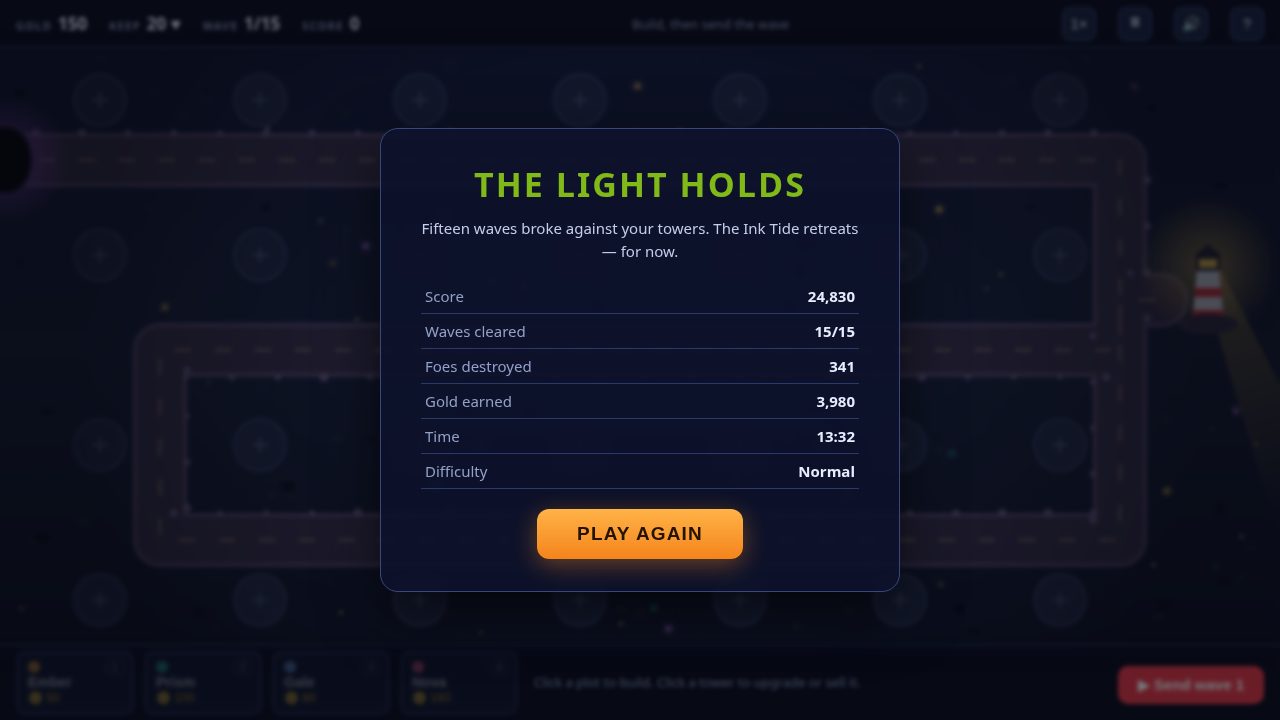 GOLD 150 KEEP 20 ♥ WAVE 1/15 SCORE 0
Build, then send the wave
1×
?
THE LIGHT HOLDS
Fifteen waves broke against your towers. The Ink Tide retreats
— for now.
Score 24,830
Waves cleared 15/15
Foes destroyed 341
Gold earned 3,980
Time 13:32
Difficulty Normal
PLAY AGAIN
Ember
Prism
Gale
Nova
Click a plot to build. Click a tower to upgrade or sell it.
▶ Send wave 1